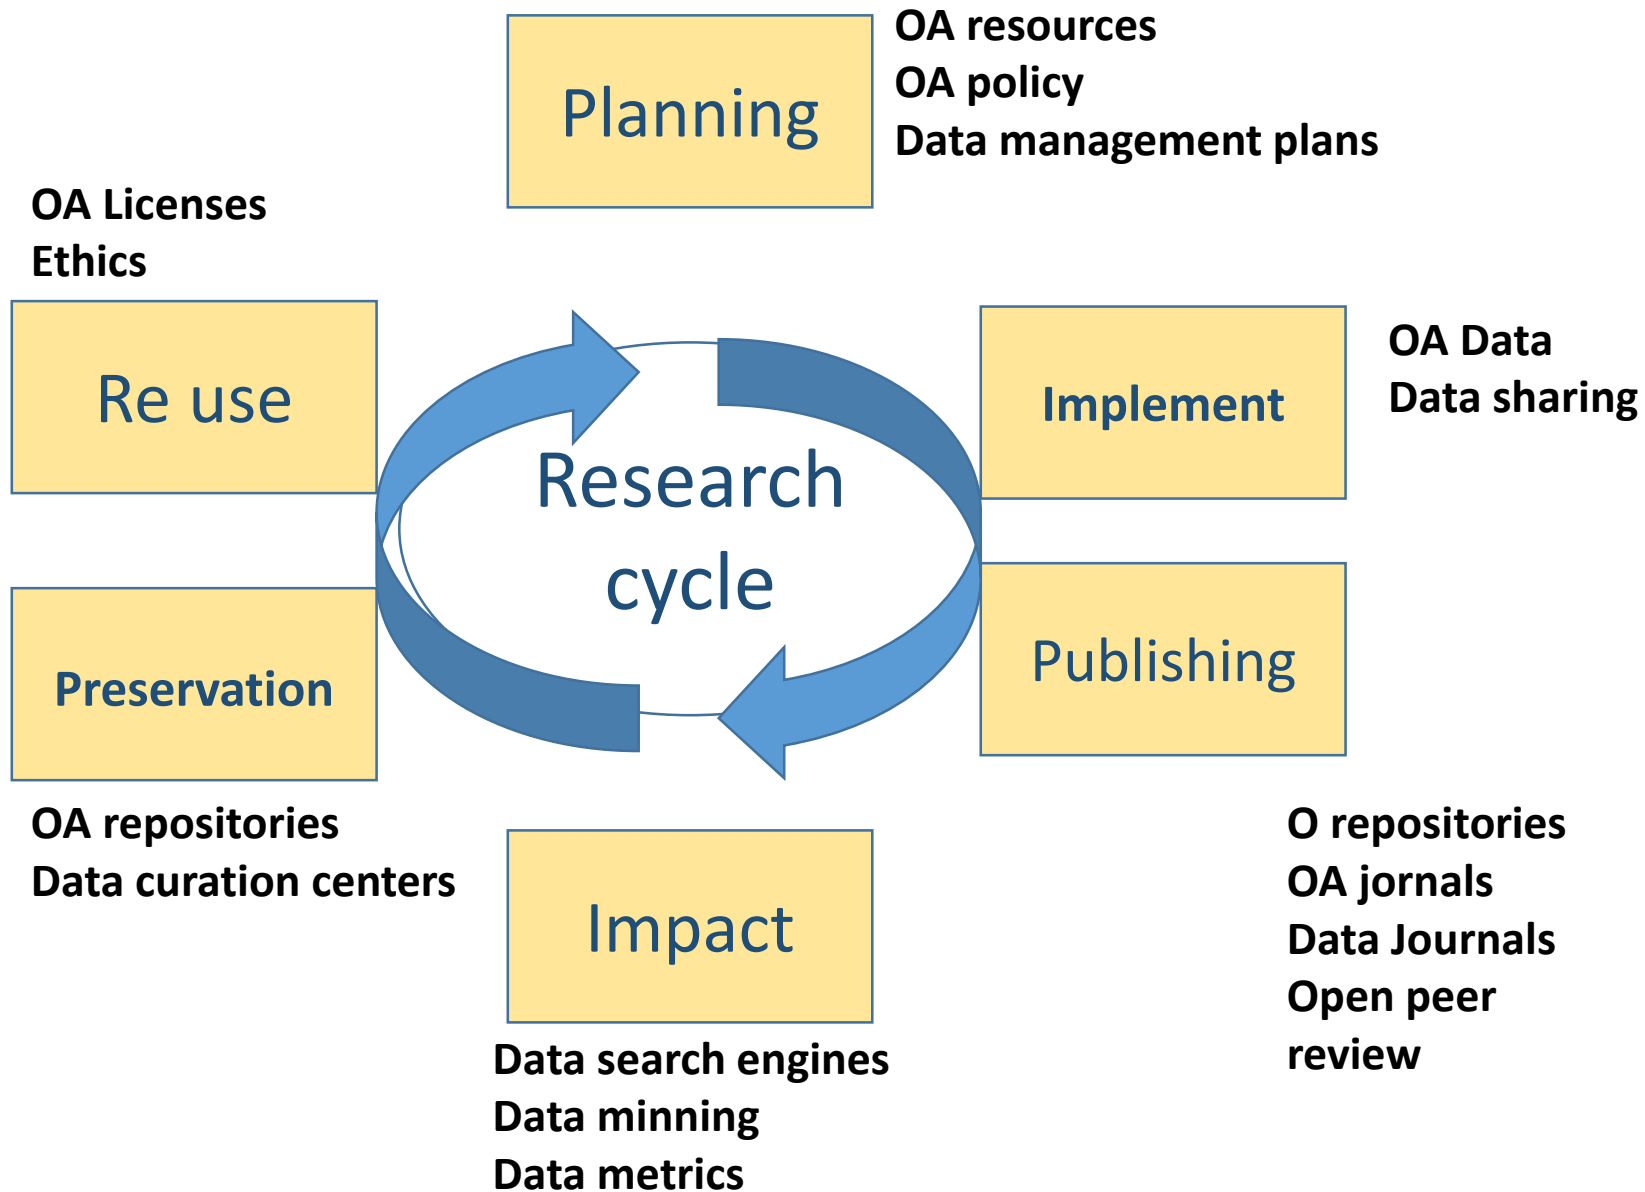 Planning
OA resources
OA policy
Data management plans
OA Licenses
Ethics
Re use
Implement
OA Data
Data sharing
Research
cycle
Preservation
Publishing
OA repositories
Data curation centers
O repositories
OA jornals
Data Journals
Open peer
review
Impact
Data search engines
Data minning
Data metrics